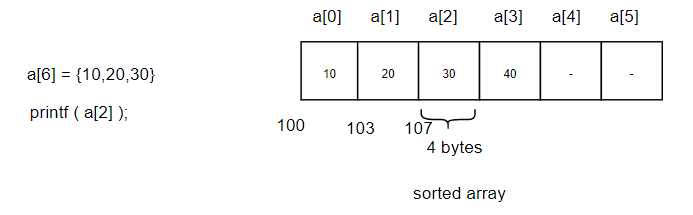 a[0] a[1] a[2] a[3] a[4] a[5]
a[6] = {10,20,30}
10 20 30 40 - -
printf ( a[2] );
100 103 107
4 bytes
sorted array